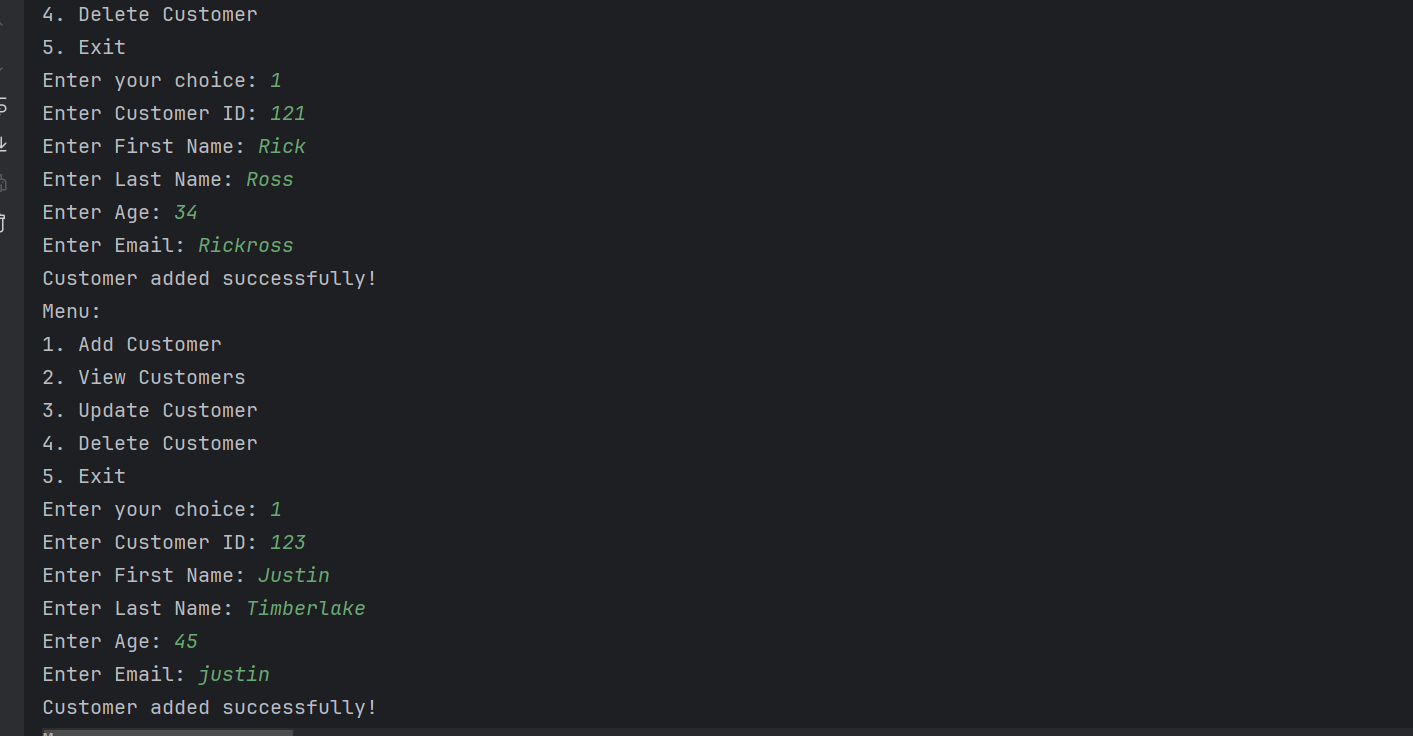 4. Delete Customer
5. Exit
Enter your choice: 1
Enter Customer ID: 121
Enter First Name: Rick
Enter Last Name: Ross
Enter Age: 34
Enter Email: Rickross
Customer added successfully!
Menu:
1. Add Customer
2. View Customers
3. Update Customer
4. Delete Customer
5. Exit
Enter your choice: 1
Enter Customer ID: 123
Enter First Name: Justin
Enter Last Name: Timberlake
Enter Age: 45
Enter Email: justin
Customer added successfully!